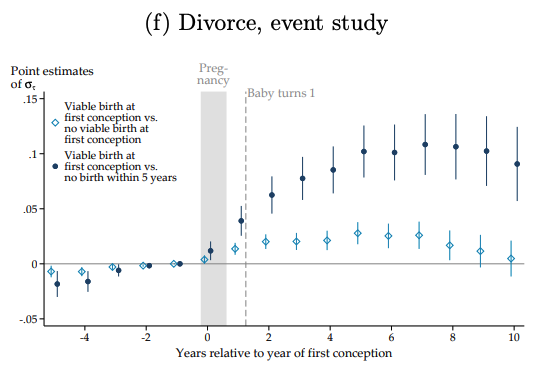 (f) Divorce, event study
Point estimates
of στ
Preg-
nancy
Baby turns 1
Viable birth at
first conception vs.
no viable birth at
first conception
Viable birth at
first conception vs.
no birth within 5 years
.15
.1
.05
0
-.05
-4 -2 0 2 4 6 8 10
Years relative to year of first conception